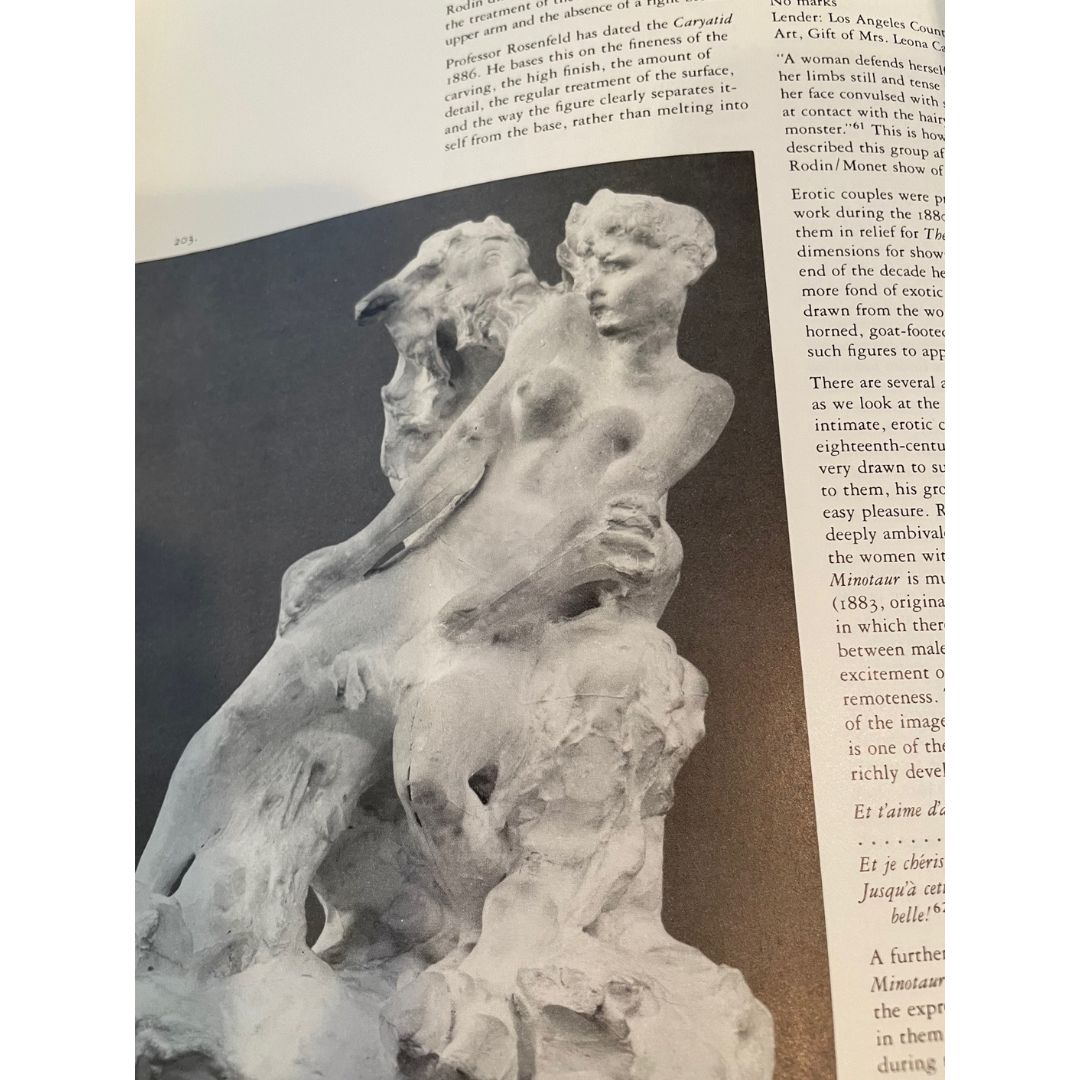 Rodin
the treatment of the
upper arm and the absence of a right
Professor Rosenfeld has dated the Caryatid
1886. He bases this on the fineness of the
carving, the high finish, the amount of
detail, the regular treatment of the surface,
and the way the figure clearly separates it-
self from the base, rather than melting into
203.
No marks
Lender: Los Angeles Count
Art, Gift of Mrs. Leona Ca
“A woman defends herself
her limbs still and tense
her face convulsed with s
at contact with the hair
monster.”61 This is how
described this group af
Rodin/Monet show of
Erotic couples were pr
work during the 188
them in relief for The
dimensions for show
end of the decade he
more fond of exotic
drawn from the wo
horned, goat-foote
such figures to app
There are several a
as we look at the
intimate, erotic c
eighteenth-centu
very drawn to su
to them, his gro
easy pleasure. R
deeply ambival
the women wit
Minotaur is mu
(1883, origina
in which ther
between male
excitement o
remoteness.
of the image
is one of the
richly devel
Et t’aime d’a
. . . . . . .
Et je chéris
Jusqu’à cett
belle!62
A further
Minotaur
the expr
in them
during